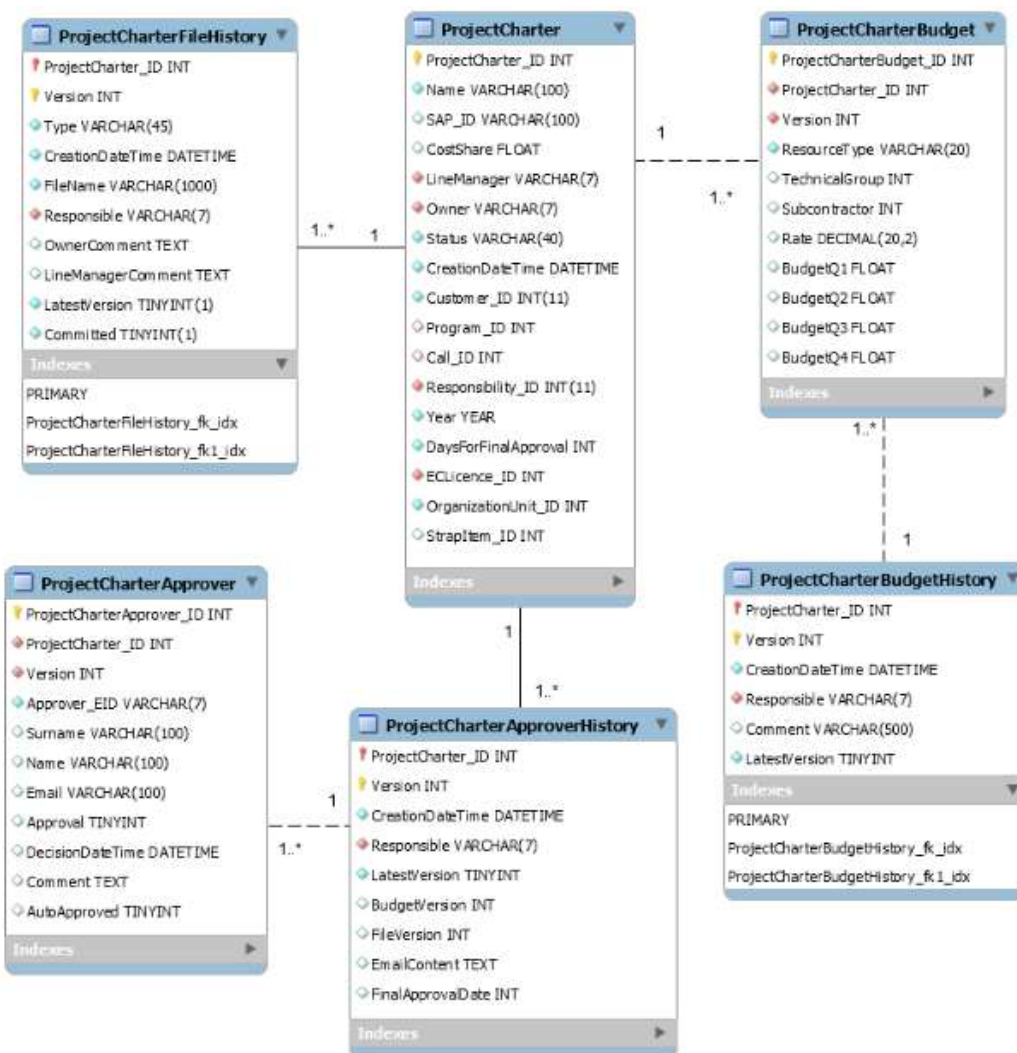 ProjectCharterFileHistory
ProjectCharter_ID INT
Version INT
Type VARCHAR(45)
CreationDateTime DATETIME
FileName VARCHAR(1000)
Responsible VARCHAR(7)
OwnerComment TEXT
LineManagerComment TEXT
LatestVersion TINYINT(1)
Committed TINYINT(1)
Indexes
PRIMARY
ProjectCharterFileHistory_fk_idx
ProjectCharterFileHistory_fk1_idx
1..*
1
ProjectCharter
ProjectCharter_ID INT
Name VARCHAR(100)
SAP_ID VARCHAR(100)
CostShare FLOAT
LineManager VARCHAR(7)
Owner VARCHAR(7)
Status VARCHAR(40)
CreationDateTime DATETIME
Customer_ID INT(11)
Program_ID INT
Call_ID INT
Responsibility_ID INT(11)
Year YEAR
DaysForFinalApproval INT
ECLicence_ID INT
OrganizationUnit_ID INT
StrapItem_ID INT
Indexes
1
1..*
ProjectCharterBudget
ProjectCharterBudget_ID INT
ProjectCharter_ID INT
Version INT
ResourceType VARCHAR(20)
TechnicalGroup INT
Subcontractor INT
Rate DECIMAL(20,2)
BudgetQ1 FLOAT
BudgetQ2 FLOAT
BudgetQ3 FLOAT
BudgetQ4 FLOAT
Indexes
1..*
1
ProjectCharterApprover
ProjectCharterApprover_ID INT
ProjectCharter_ID INT
Version INT
Approver_EID VARCHAR(7)
Surname VARCHAR(100)
Name VARCHAR(100)
Email VARCHAR(100)
Approval TINYINT
DecisionDateTime DATETIME
Comment TEXT
AutoApproved TINYINT
Indexes
1
1..*
1
1..*
ProjectCharterApproverHistory
ProjectCharter_ID INT
Version INT
CreationDateTime DATETIME
Responsible VARCHAR(7)
LatestVersion TINYINT
BudgetVersion INT
FileVersion INT
EmailContent TEXT
FinalApprovalDate INT
Indexes
ProjectCharterBudgetHistory
ProjectCharter_ID INT
Version INT
CreationDateTime DATETIME
Responsible VARCHAR(7)
Comment VARCHAR(500)
LatestVersion TINYINT
Indexes
PRIMARY
ProjectCharterBudgetHistory_fk_idx
ProjectCharterBudgetHistory_fk1_idx